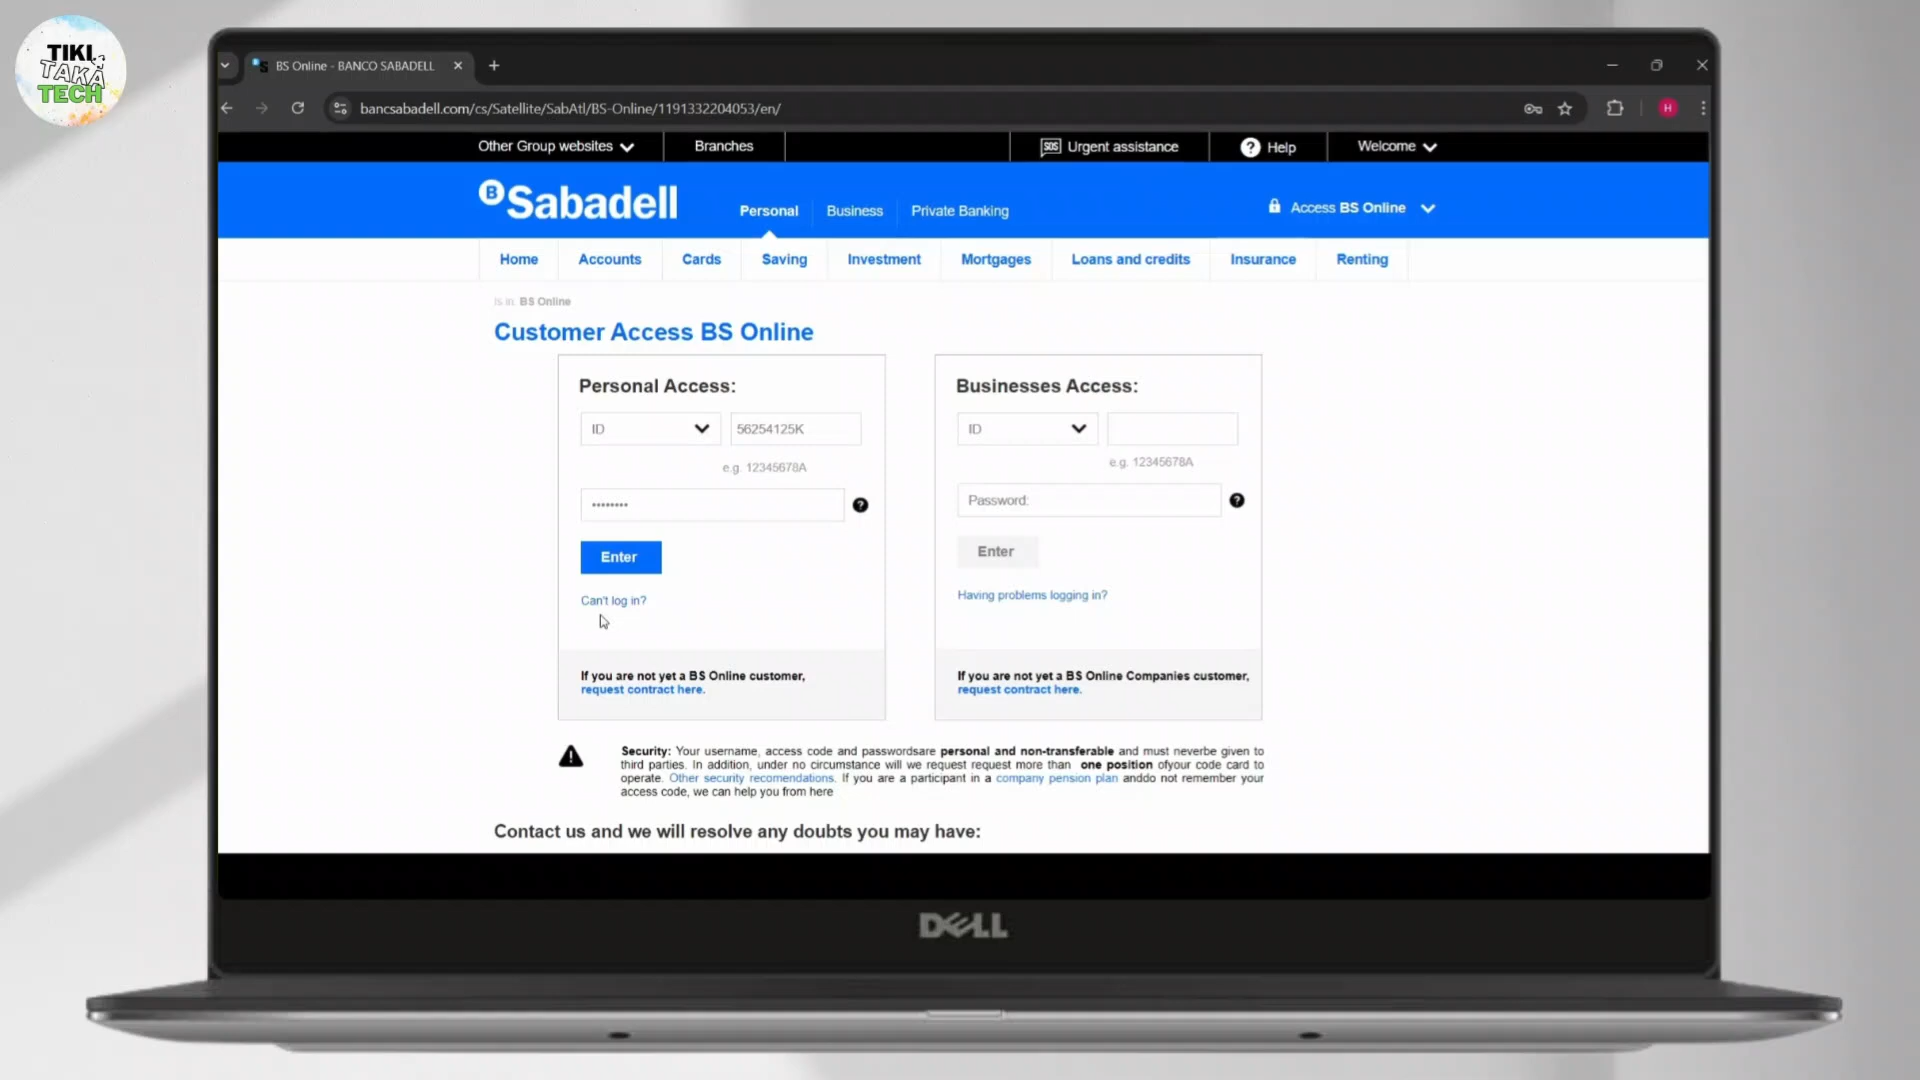 TIKI
TAKA
TECH
BS Online - BANCO SABADELL
bancsabadell.com/cs/Satellite/SabAtl/BS-Online/1191332204053/en/
H
Other Group websites
Branches
SOS Urgent assistance
? Help
Welcome
B Sabadell
Personal
Business
Private Banking
Access BS Online
Home
Accounts
Cards
Saving
Investment
Mortgages
Loans and credits
Insurance
Renting
Is in: BS Online
Customer Access BS Online
Personal Access:
ID
56254125K
e.g. 12345678A
••••••••
?
Enter
Can't log in?
If you are not yet a BS Online customer,
request contract here.
Businesses Access:
ID
e.g. 12345678A
Password:
?
Enter
Having problems logging in?
If you are not yet a BS Online Companies customer,
request contract here.
Security: Your username, access code and passwordsare personal and non-transferable and must neverbe given to
third parties. In addition, under no circumstance will we request request more than one position ofyour code card to
operate. Other security recomendations. If you are a participant in a company pension plan anddo not remember your
access code, we can help you from here
Contact us and we will resolve any doubts you may have:
DELL